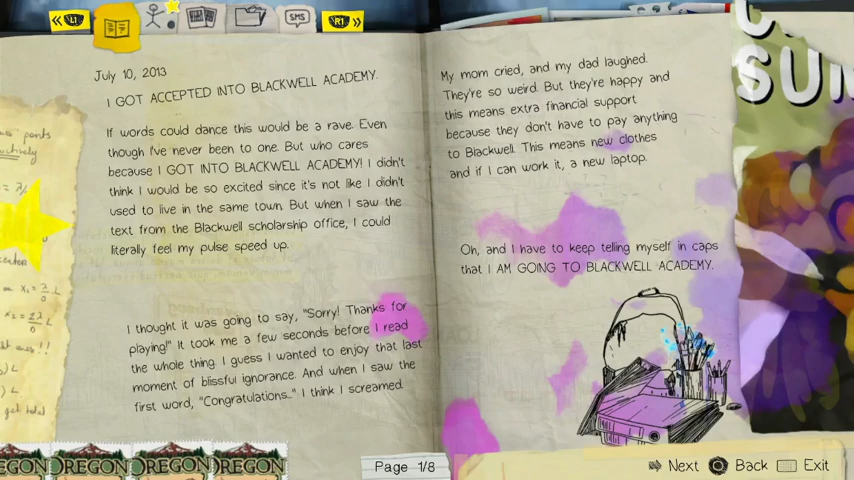 L1
SMS
R1
July 10, 2013
I GOT ACCEPTED INTO BLACKWELL ACADEMY.
If words could dance this would be a rave. Even
though I've never been to one. But who cares
because I GOT INTO BLACKWELL ACADEMY! I didn't
think I would be so excited since it's not like I didn't
used to live in the same town. But when I saw the
text from the Blackwell scholarship office, I could
literally feel my pulse speed up.
I thought it was going to say, "Sorry! Thanks for
playing!" It took me a few seconds before I read
the whole thing. I guess I wanted to enjoy that last
moment of blissful ignorance. And when I saw the
first word, "Congratulations..." I think I screamed.
My mom cried, and my dad laughed.
They're so weird. But they're happy and
this means extra financial support
because they don't have to pay anything
to Blackwell. This means new clothes
and if I can work it, a new laptop.
Oh, and I have to keep telling myself in caps
that I AM GOING TO BLACKWELL ACADEMY.
EGON OREGON OREGON OREGON
Page 1/8
Next Back Exit